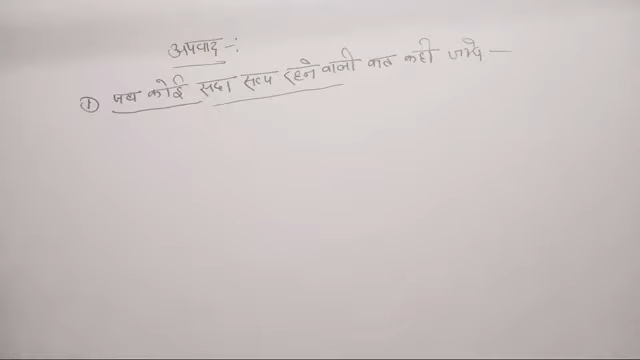 अपवाद -:
① जब कोई सदा सत्य रहने वाली बात कही जाये —